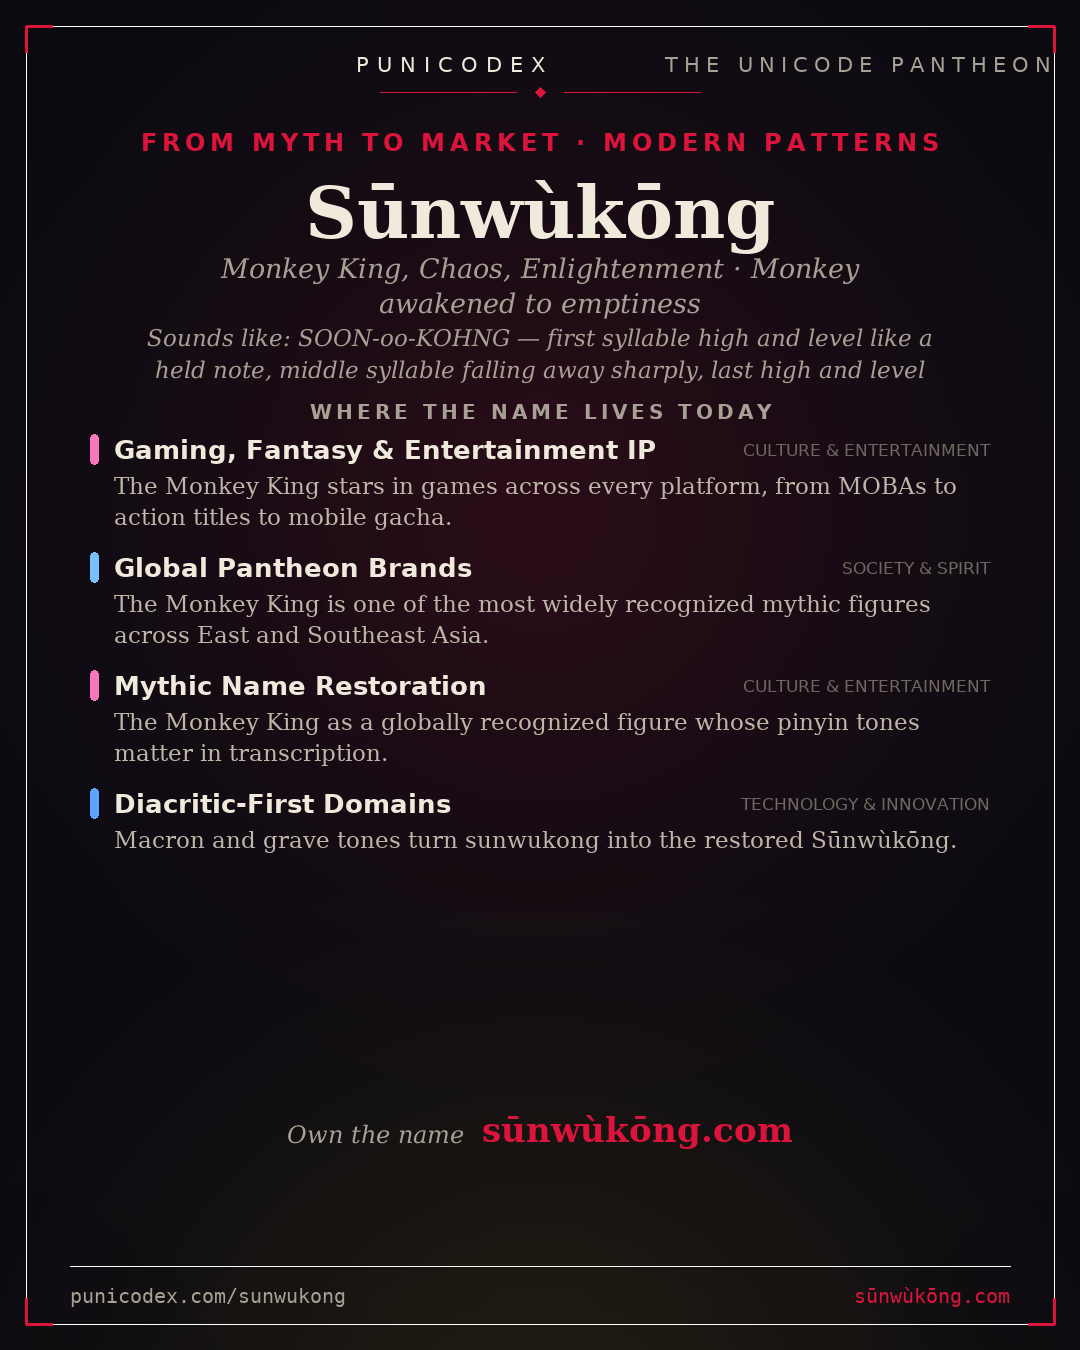 PUNICODEX THE UNICODE PANTHEON
FROM MYTH TO MARKET · MODERN PATTERNS
Sūnwùkōng
Monkey King, Chaos, Enlightenment · Monkey
awakened to emptiness
Sounds like: SOON-oo-KOHNG — first syllable high and level like a
held note, middle syllable falling away sharply, last high and level
WHERE THE NAME LIVES TODAY
Gaming, Fantasy & Entertainment IP CULTURE & ENTERTAINMENT
The Monkey King stars in games across every platform, from MOBAs to
action titles to mobile gacha.
Global Pantheon Brands SOCIETY & SPIRIT
The Monkey King is one of the most widely recognized mythic figures
across East and Southeast Asia.
Mythic Name Restoration CULTURE & ENTERTAINMENT
The Monkey King as a globally recognized figure whose pinyin tones
matter in transcription.
Diacritic-First Domains TECHNOLOGY & INNOVATION
Macron and grave tones turn sunwukong into the restored Sūnwùkōng.
Own the name sūnwùkōng.com
punicodex.com/sunwukong sūnwùkōng.com